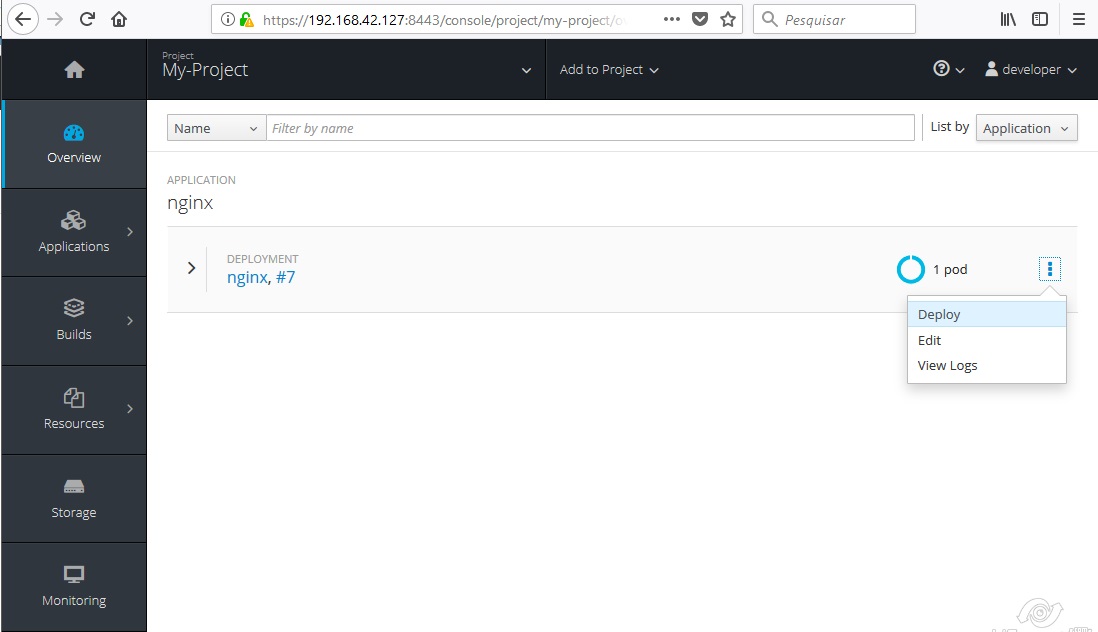 https://192.168.42.127:8443/console/project/my-project/ov
Pesquisar
Project
My-Project
Add to Project
developer
Overview
Name
Filter by name
List by
Application
APPLICATION
nginx
Applications
DEPLOYMENT
nginx, #7
1 pod
Deploy
Edit
View Logs
Builds
Resources
Storage
Monitoring